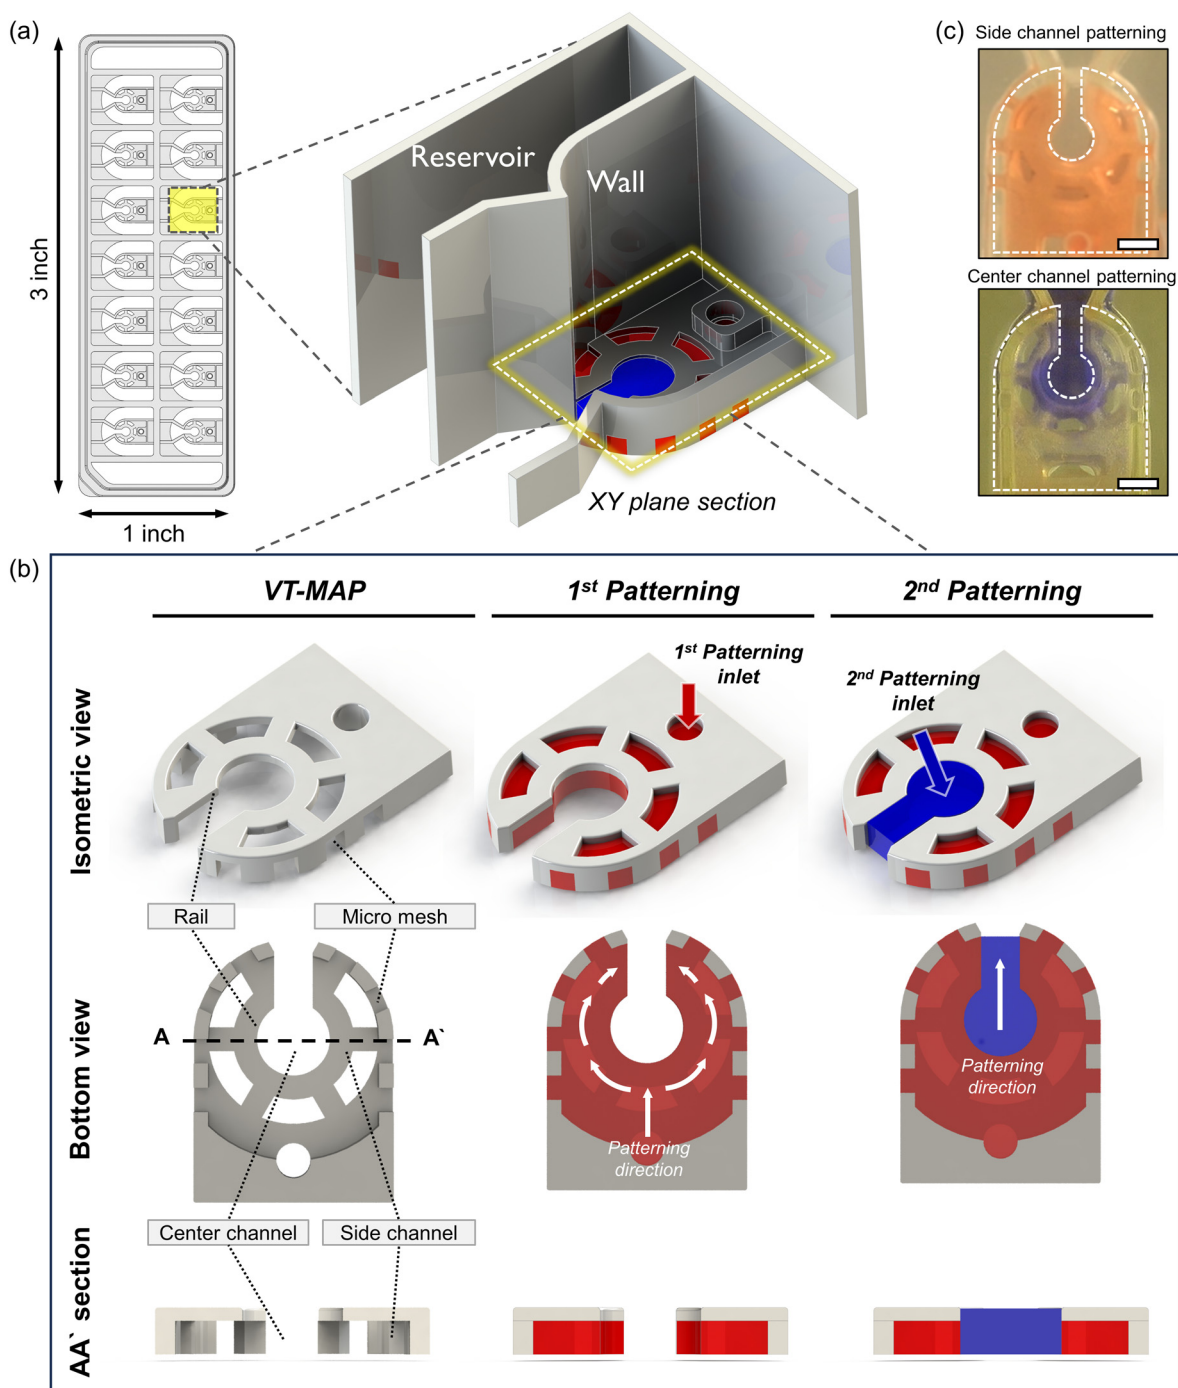 (a)
3 inch
1 inch
Reservoir
Wall
XY plane section
(c)
Side channel patterning
Center channel patterning
(b)
VT-MAP
1st Patterning
2nd Patterning
Isometric view
1st Patterning
inlet
2nd Patterning
inlet
Rail
Micro mesh
Bottom view
A
A`
Patterning
direction
Patterning
direction
Center channel
Side channel
AA` section